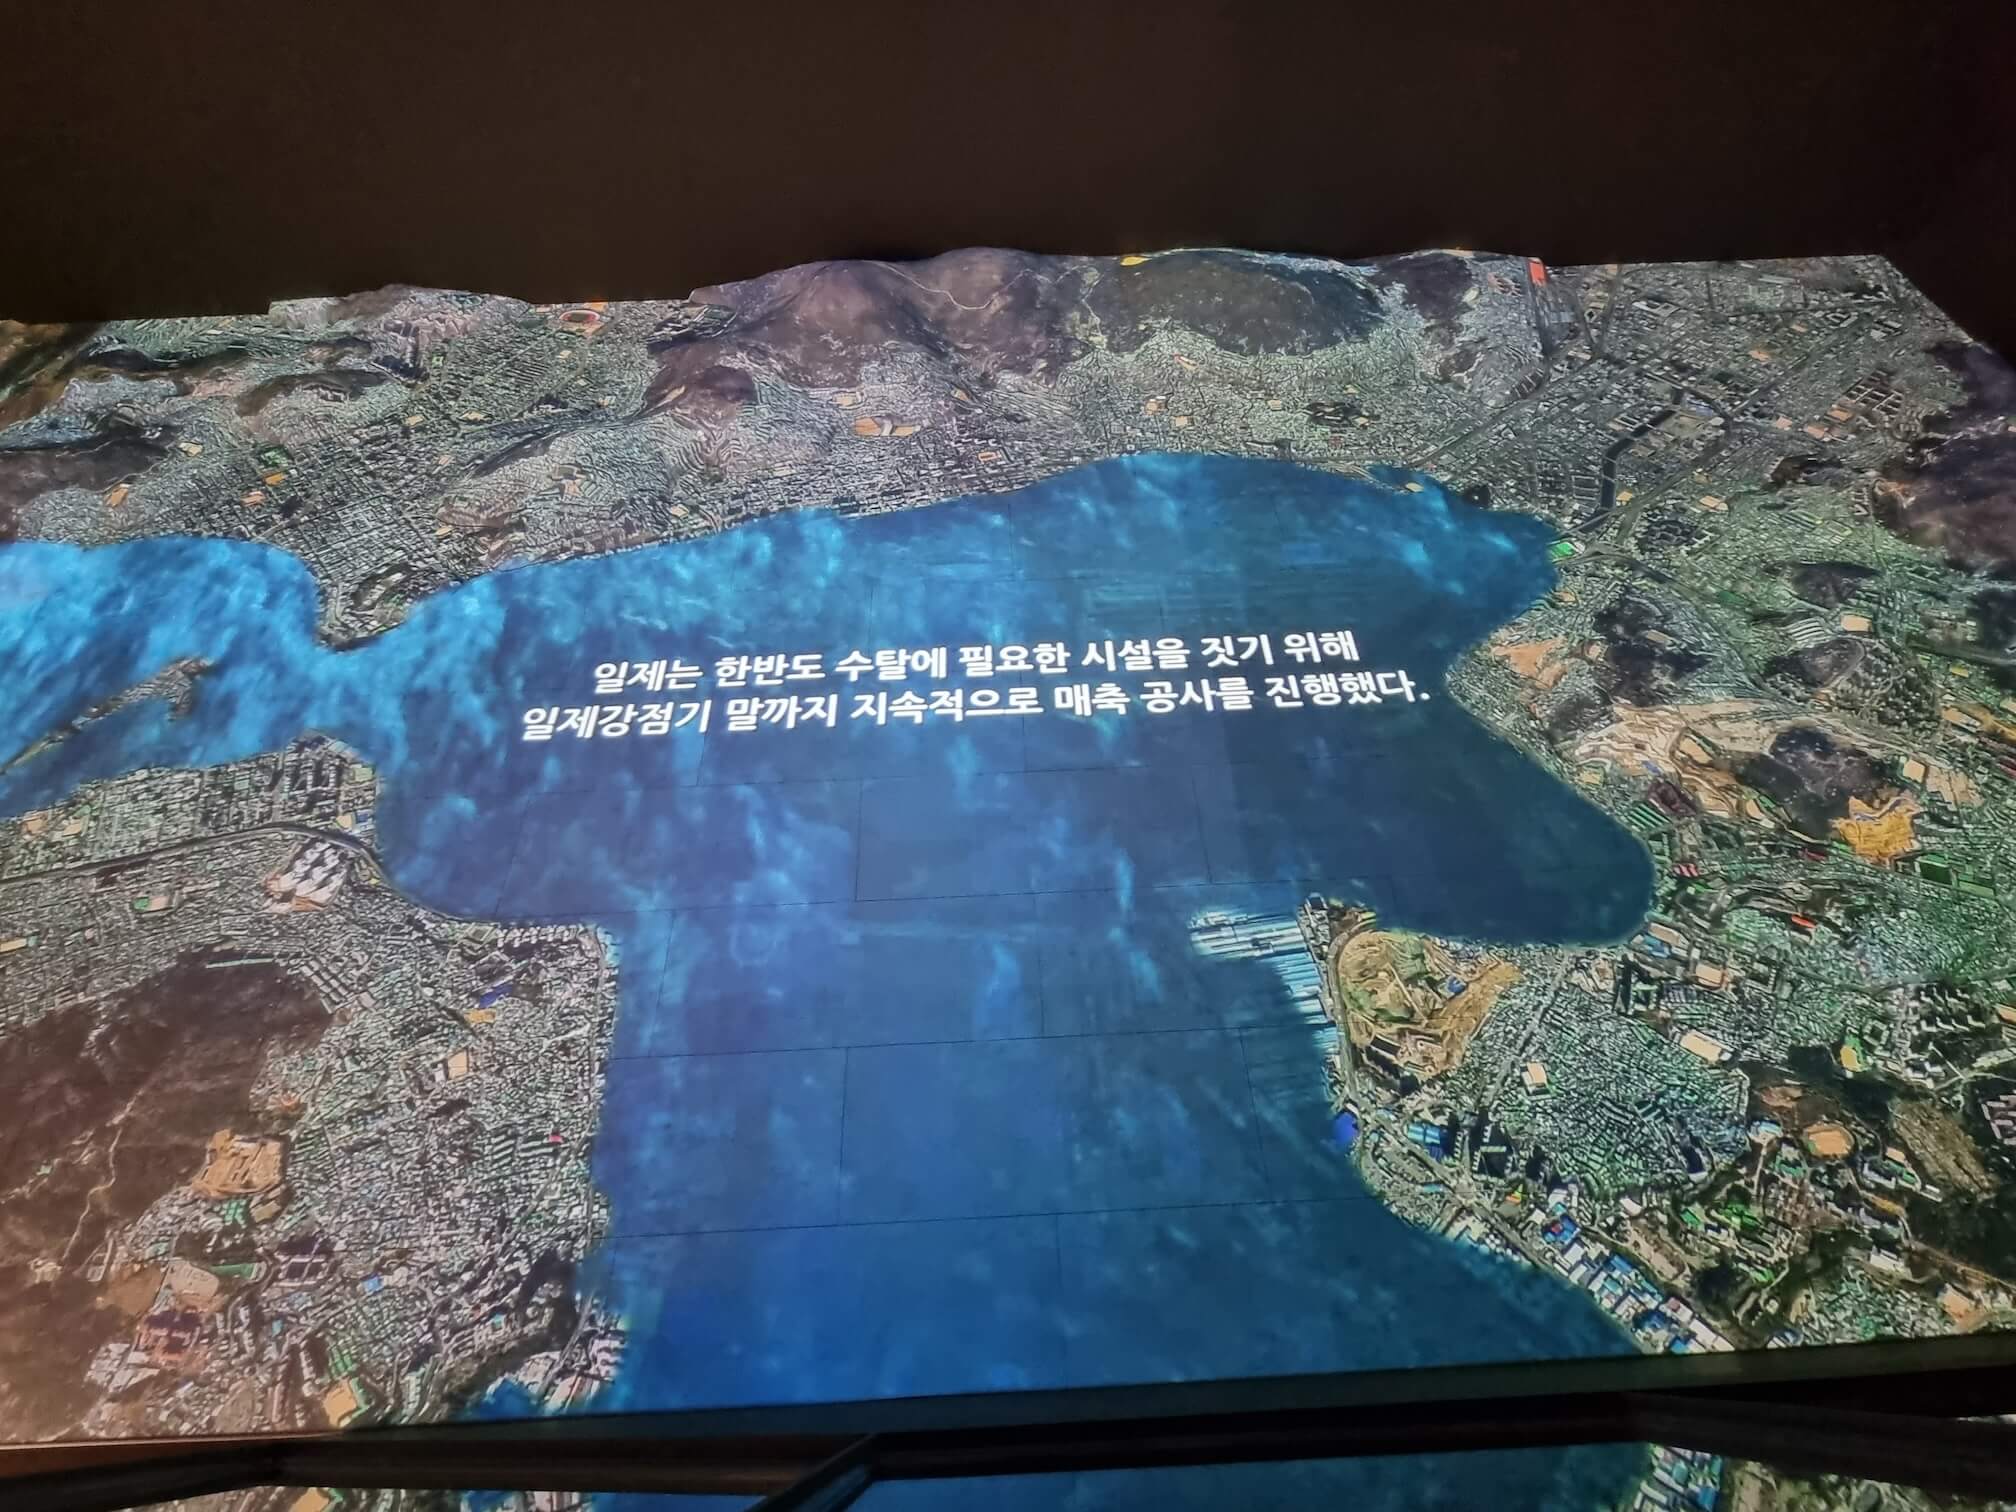 일제는 한반도 수탈에 필요한 시설을 짓기 위해
일제강점기 말까지 지속적으로 매축 공사를 진행했다.